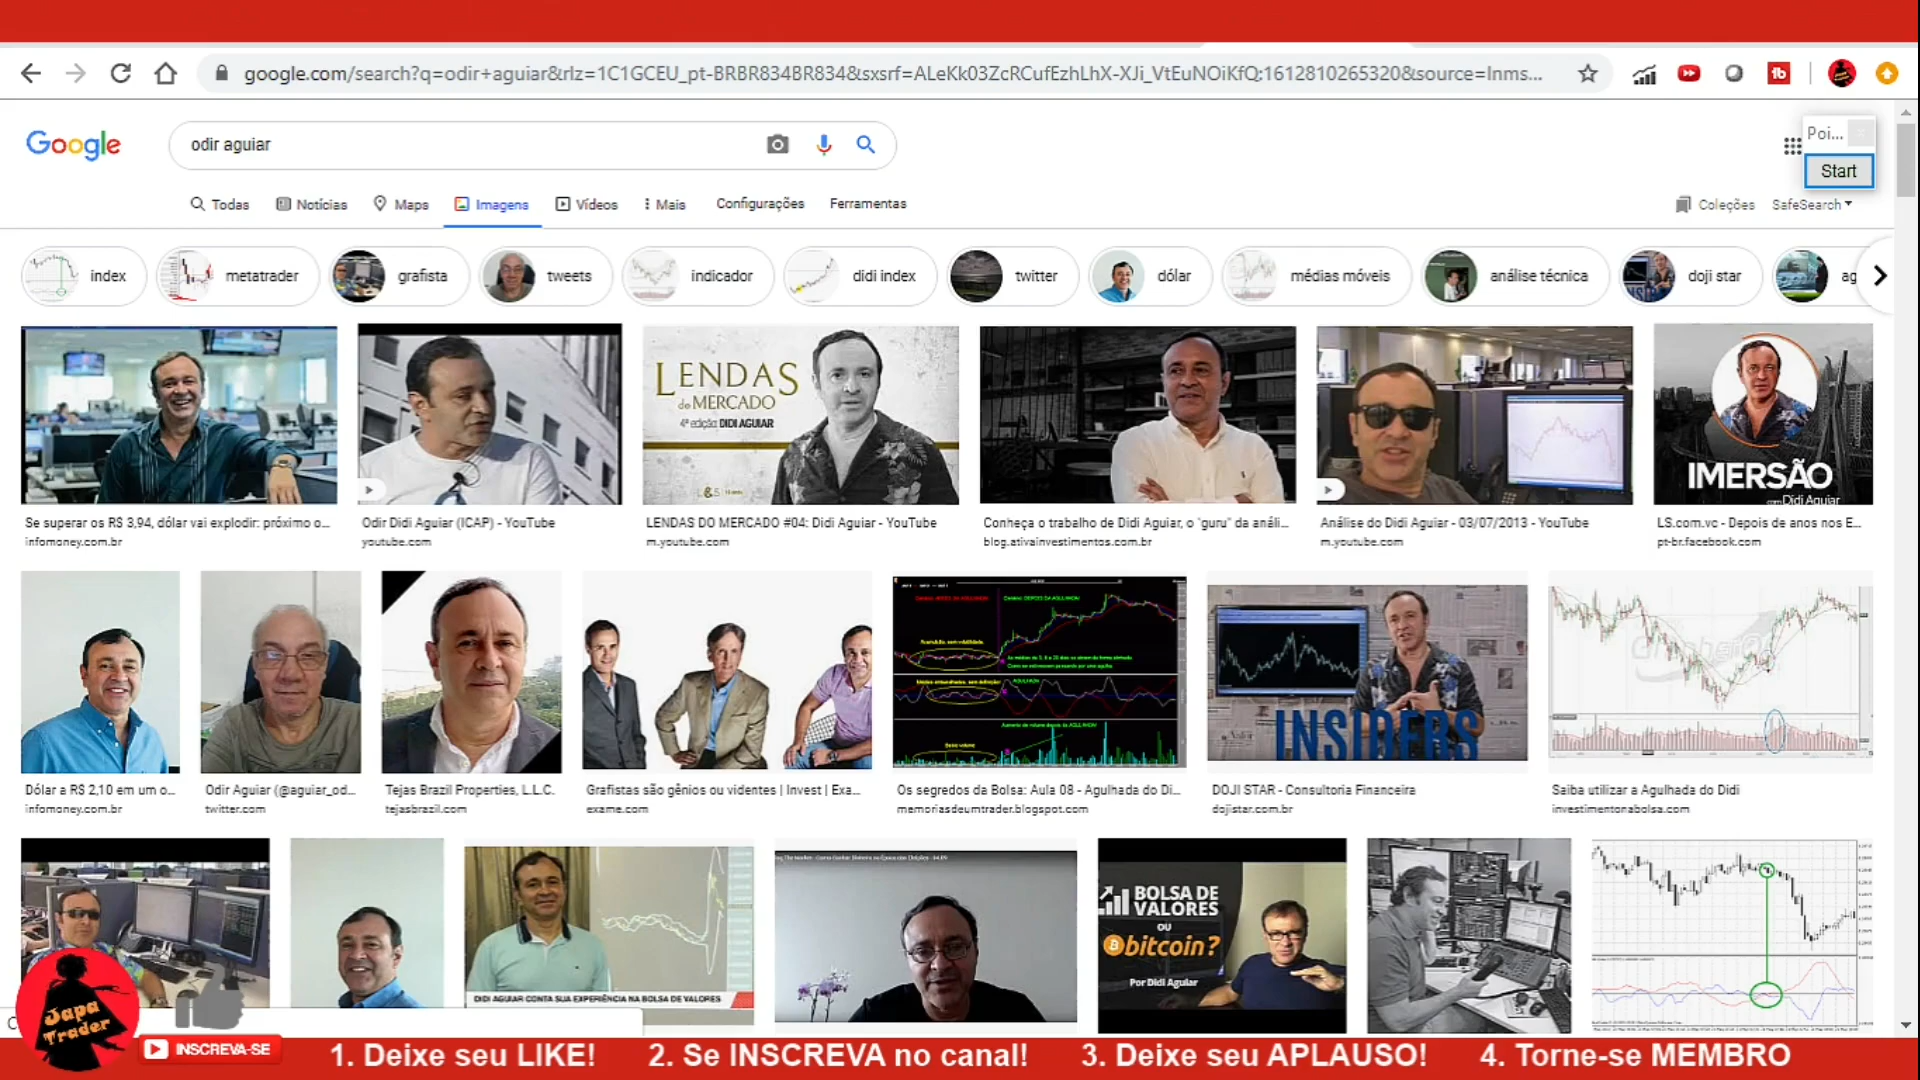 google.com/search?q=odir+aguiar&rlz=1C1GCEU_pt-BRBR834BR834&sxsrf=ALeKk03ZcRCufEzhLhX-XJi_VtEuNOiKfQ:1612810265320&source=lnms...
Google
odir aguiar
Poi...
Start
Todas
Notícias
Maps
Imagens
Vídeos
Mais
Configurações
Ferramentas
Coleções
SafeSearch
index
metatrader
grafista
tweets
indicador
didi index
twitter
dólar
médias móveis
análise técnica
doji star
ag
LENDAS
do MERCADO
4ª edição: DIDI AGUIAR
IMERSÃO
com Didi Aguiar
Se superar os R$ 3,94, dólar vai explodir: próximo o...
infomoney.com.br
Odir Didi Aguiar (ICAP) - YouTube
youtube.com
LENDAS DO MERCADO #04: Didi Aguiar - YouTube
m.youtube.com
Conheça o trabalho de Didi Aguiar, o "guru" da análi...
blog.ativainvestimentos.com.br
Análise do Didi Aguiar - 03/07/2013 - YouTube
m.youtube.com
LS.com.vc - Depois de anos nos E...
pt-br.facebook.com
INSIDERS
Dólar a R$ 2,10 em um o...
infomoney.com.br
Odir Aguiar (@aguiar_od...
twitter.com
Tejas Brazil Properties, L.L.C.
tejasbrazil.com
Grafistas são gênios ou videntes | Invest | Exa...
exame.com
Os segredos da Bolsa: Aula 08 - Agulhada do Di...
memoriasdeumtrader.blogspot.com
DOJI STAR - Consultoria Financeira
dojistar.com.br
Saiba utilizar a Agulhada do Didi
investimentonabolsa.com
DIDI AGUIAR CONTA SUA EXPERIÊNCIA NA BOLSA DE VALORES
BOLSA DE
VALORES
OU
bitcoin?
Por Didi Aguiar
Japa
Trader
INSCREVA-SE
1. Deixe seu LIKE!
2. Se INSCREVA no canal!
3. Deixe seu APLAUSO!
4. Torne-se MEMBRO